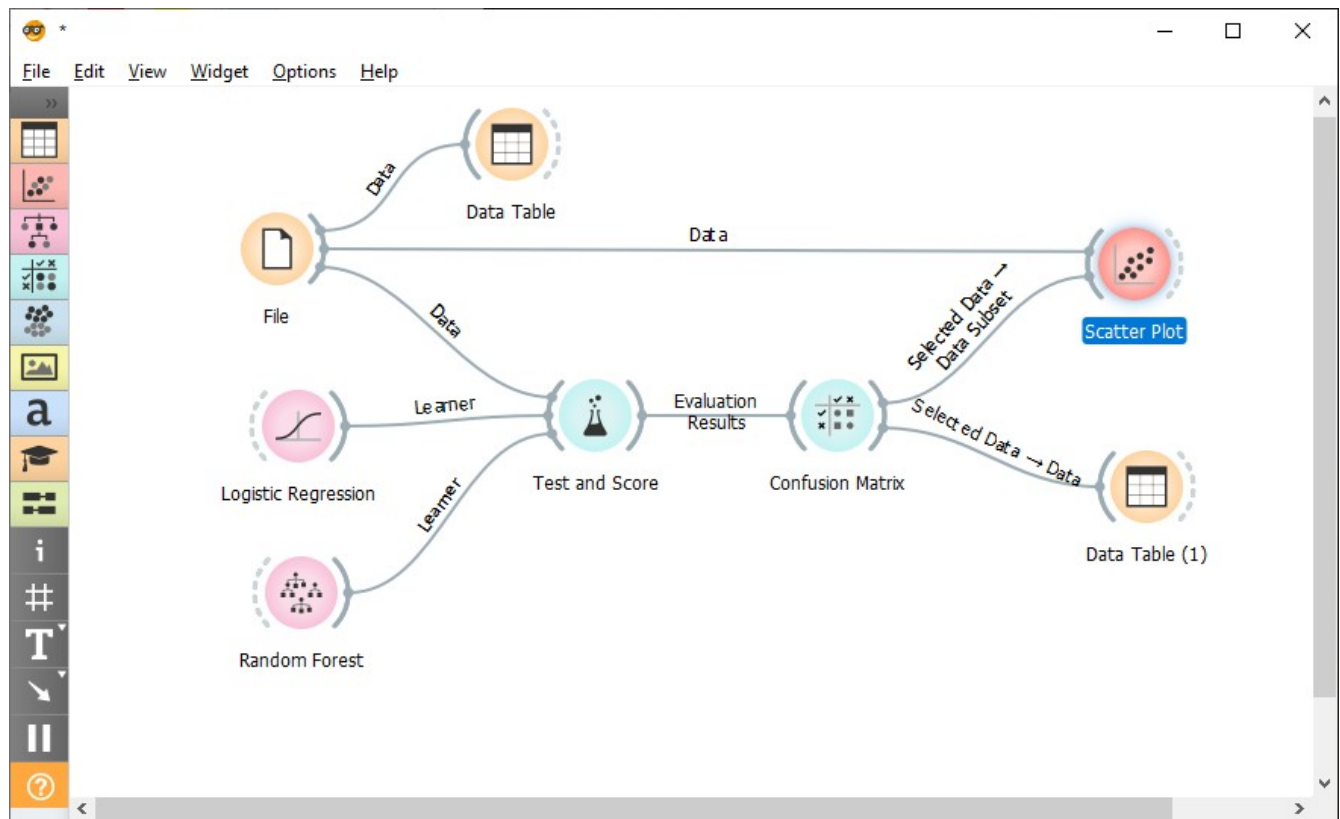 *
File Edit View Widget Options Help
Data
Data Table
Data
File
Data
Selected Data →
Data Subset
Scatter Plot
Learner
Evaluation
Results
Selected Data → Data
Logistic Regression
Test and Score
Confusion Matrix
Learner
Data Table (1)
Random Forest
a
i
T
?